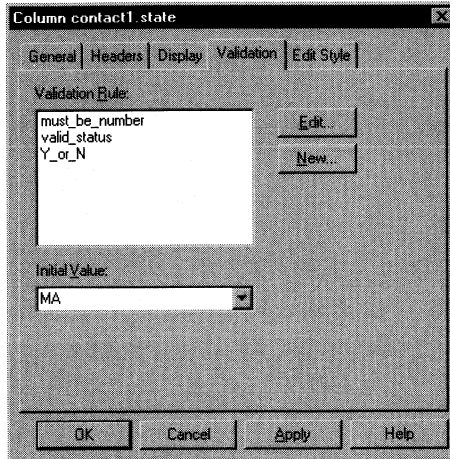 Column contact1.state
General Headers Display Validation Edit Style
Validation Rule:
must_be_number
valid_status
Y_or_N
Edit...
New...
Initial Value:
MA
OK Cancel Apply Help